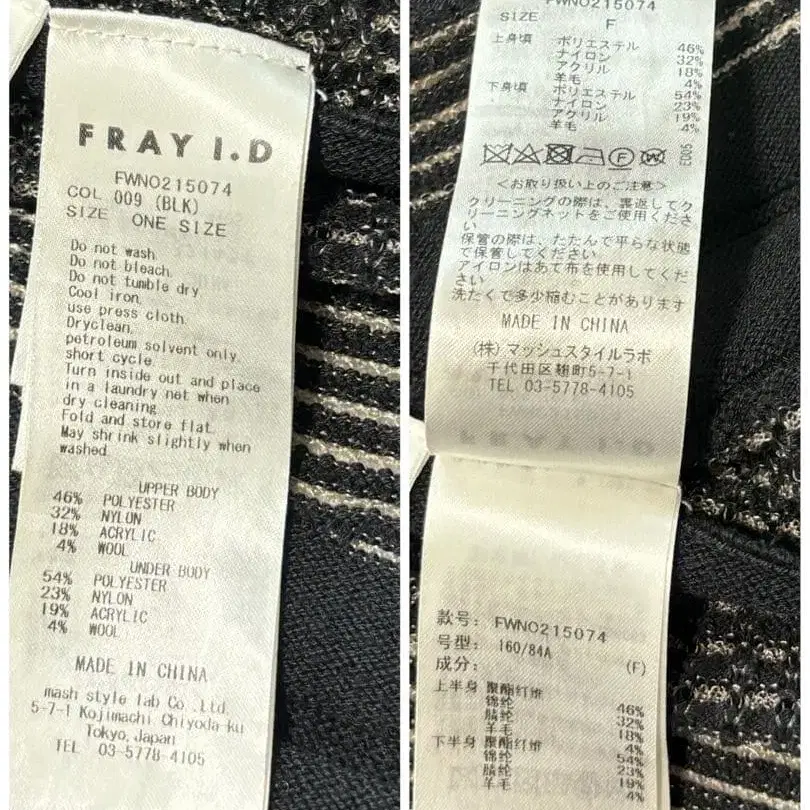 FRAY I.D
FWNO215074
COL 009 (BLK)
SIZE ONE SIZE
Do not wash.
Do not bleach.
Do not tumble dry.
Cool iron.
use press cloth.
Dryclean,
petroleum solvent only,
short cycle.
Turn inside out and place
in a laundry net when
dry cleaning
Fold and store flat.
May shrink slightly when
washed.
UPPER BODY
46% POLYESTER
32% NYLON
18% ACRYLIC
4% WOOL
UNDER BODY
54% POLYESTER
23% NYLON
19% ACRYLIC
4% WOOL
MADE IN CHINA
mash style lab Co.,Ltd.
5-7-1 Kojimachi Chiyoda-ku
Tokyo,Japan
TEL 03-5778-4105
FWNO215074
SIZE F
上身頃 ポリエステル 46%
ナイロン 32%
アクリル 18%
羊毛 4%
下身頃 ポリエステル 54%
ナイロン 23%
アクリル 19%
羊毛 4%
F W
E005
<お取り扱い上のご注意>
クリーニングの際は、裏返してク
リーニングネットをご使用くださ
い
保管の際は、たたんで平らな状態
で保管してください
アイロンはあて布を使用してくだ
さい
洗たくで多少縮むことがあります
MADE IN CHINA
(株)マッシュスタイルラボ
千代田区麹町5-7-1
TEL 03-5778-4105
款号: FWNO215074
号型: 160/84A (F)
成分:
上半身 聚酯纤维 46%
锦纶 32%
腈纶 18%
羊毛 4%
下半身 聚酯纤维 54%
锦纶 23%
腈纶 19%
羊毛 4%